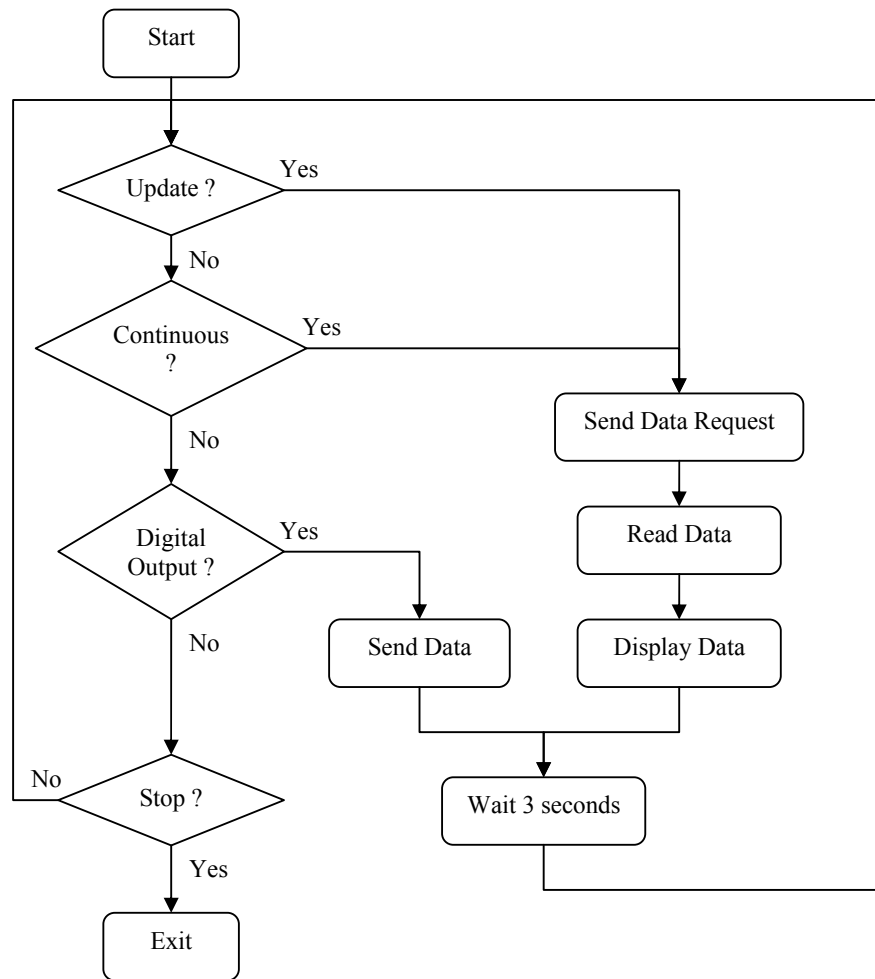 Start
Update ?
Yes
No
Continuous
?
Yes
No
Send Data Request
Read Data
Digital
Output ?
Yes
No
Send Data
Display Data
No
Stop ?
Yes
Wait 3 seconds
Exit